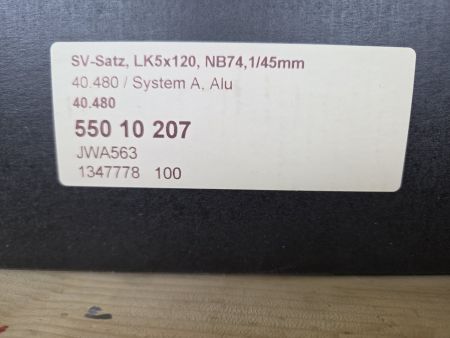 SV-Satz, LK5x120, NB74,1/45mm
40.480 / System A, Alu
40.480
550 10 207
JWA563
1347778 100